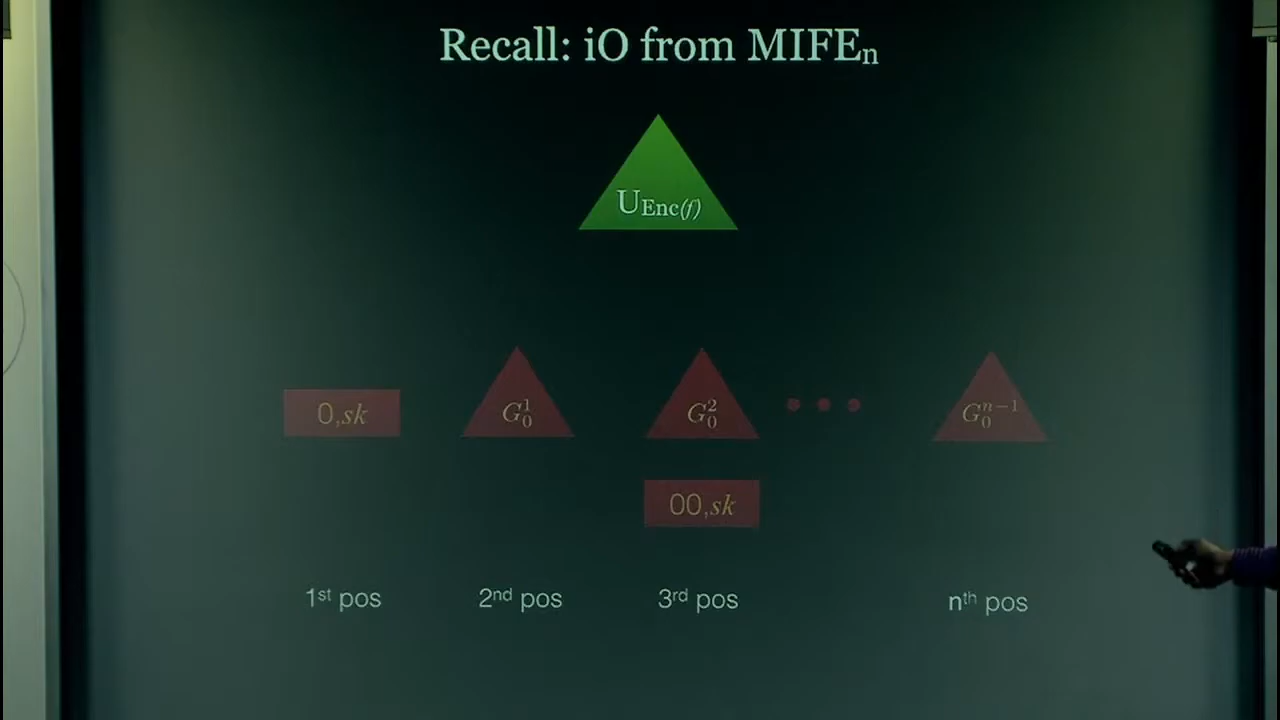 Recall: iO from MIFEₙ
U_Enc(f)
0,sk
G₀¹
G₀²
G₀ⁿ⁻¹
00,sk
1st pos
2nd pos
3rd pos
nth pos